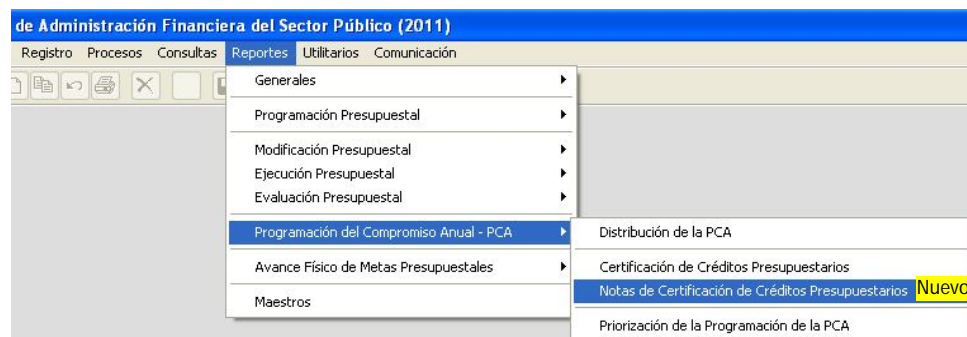 de Administración Financiera del Sector Público (2011)
Registro Procesos Consultas Reportes Utilitarios Comunicación
Generales
Programación Presupuestal
Modificación Presupuestal
Ejecución Presupuestal
Evaluación Presupuestal
Programación del Compromiso Anual - PCA
Distribución de la PCA
Avance Físico de Metas Presupuestales
Certificación de Créditos Presupuestarios
Notas de Certificación de Créditos Presupuestarios Nuevo
Maestros
Priorización de la Programación de la PCA